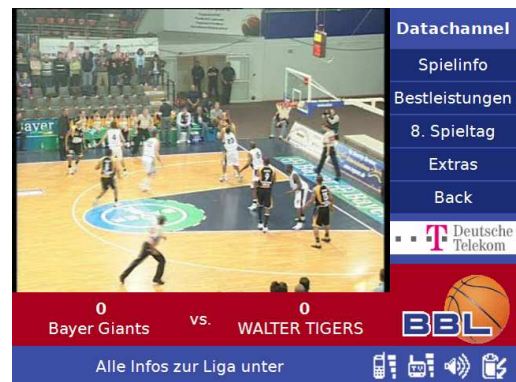 Datachannel
Spielinfo
Bestleistungen
8. Spieltag
Extras
Back
Deutsche
Telekom
Bayer
0
Bayer Giants
vs.
0
WALTER TIGERS
BBL
Alle Infos zur Liga unter